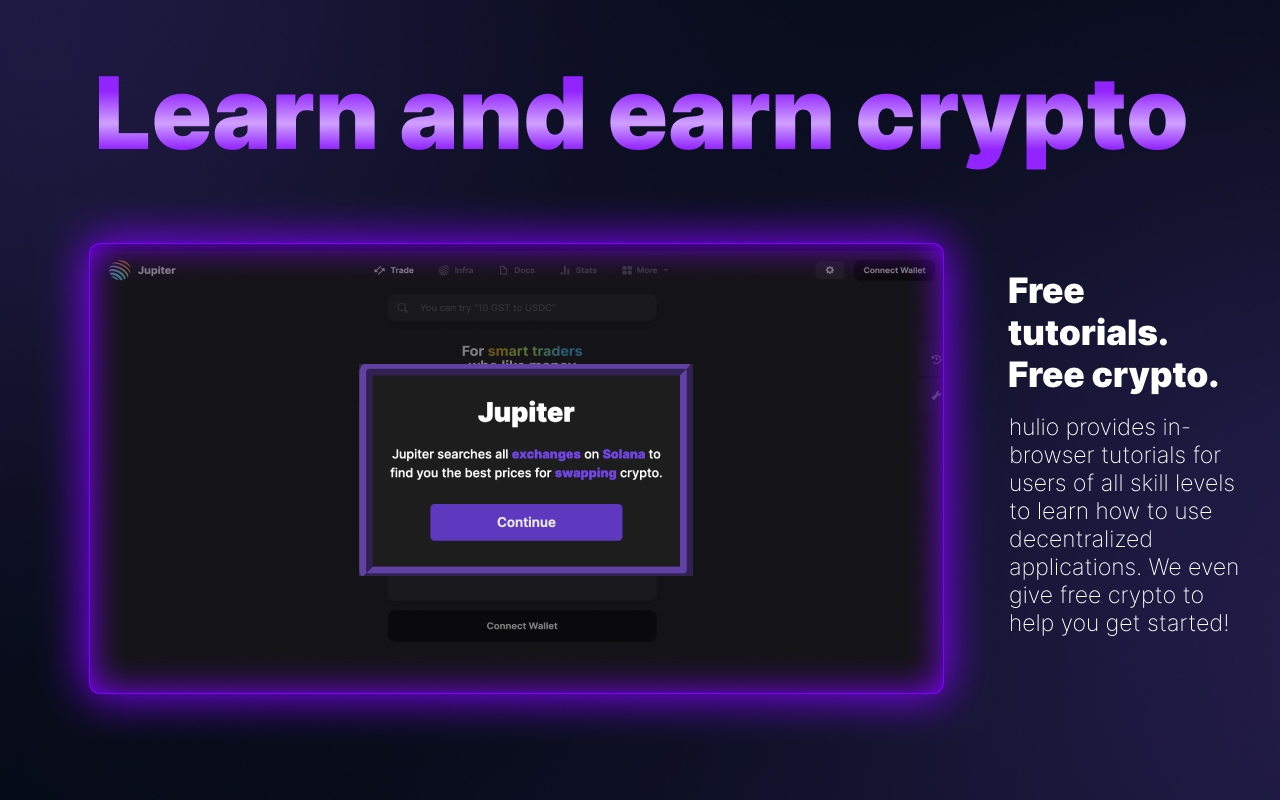 Learn and earn crypto
Jupiter
Trade
Infra
Docs
Stats
More
Connect Wallet
You can try "10 GST to USDC"
For smart traders
who like money
Jupiter
Jupiter searches all exchanges on Solana to
find you the best prices for swapping crypto.
Continue
Connect Wallet
Free
tutorials.
Free crypto.
hulio provides in-
browser tutorials for
users of all skill levels
to learn how to use
decentralized
applications. We even
give free crypto to
help you get started!